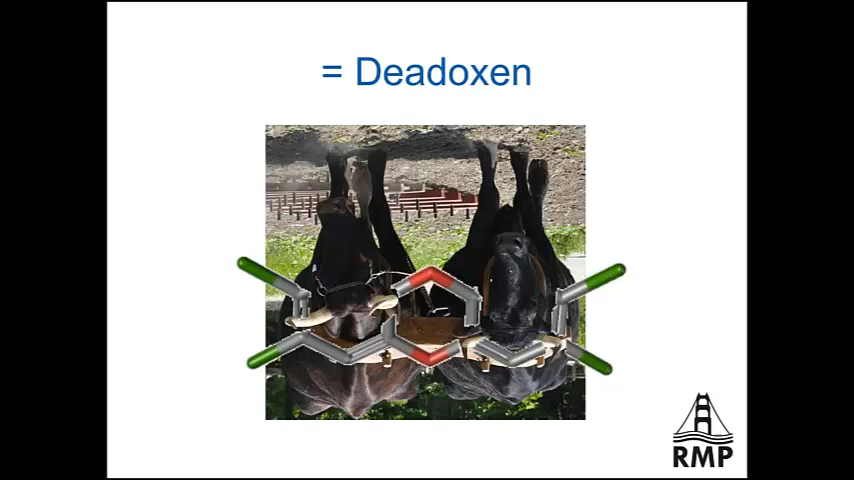 = Deadoxen
RMP